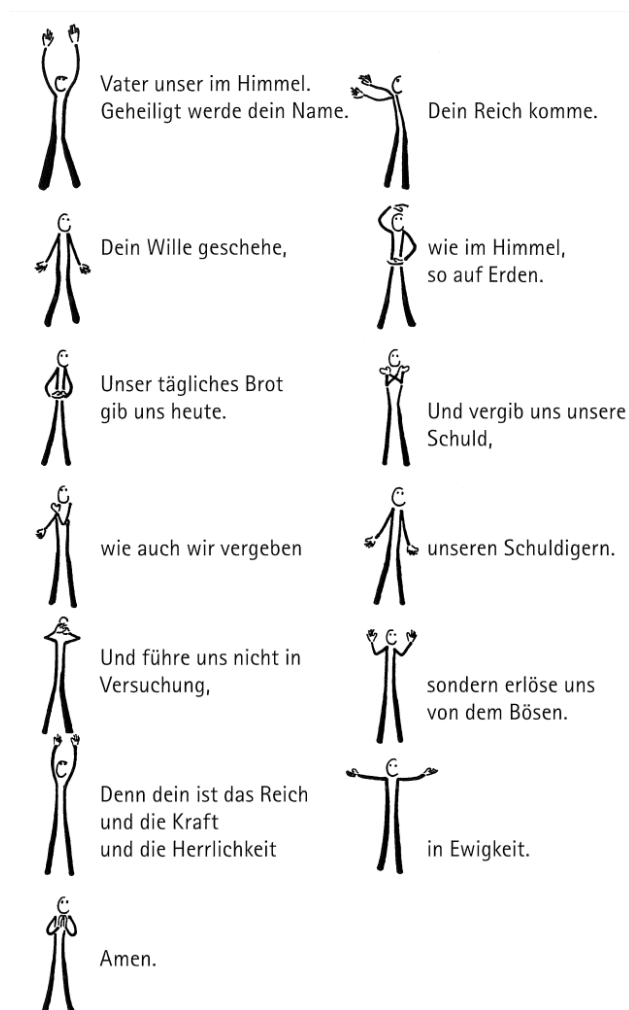 Vater unser im Himmel.
Geheiligt werde dein Name.
Dein Reich komme.
Dein Wille geschehe,
wie im Himmel,
so auf Erden.
Unser tägliches Brot
gib uns heute.
Und vergib uns unsere
Schuld,
wie auch wir vergeben
unseren Schuldigern.
Und führe uns nicht in
Versuchung,
sondern erlöse uns
von dem Bösen.
Denn dein ist das Reich
und die Kraft
und die Herrlichkeit
in Ewigkeit.
Amen.